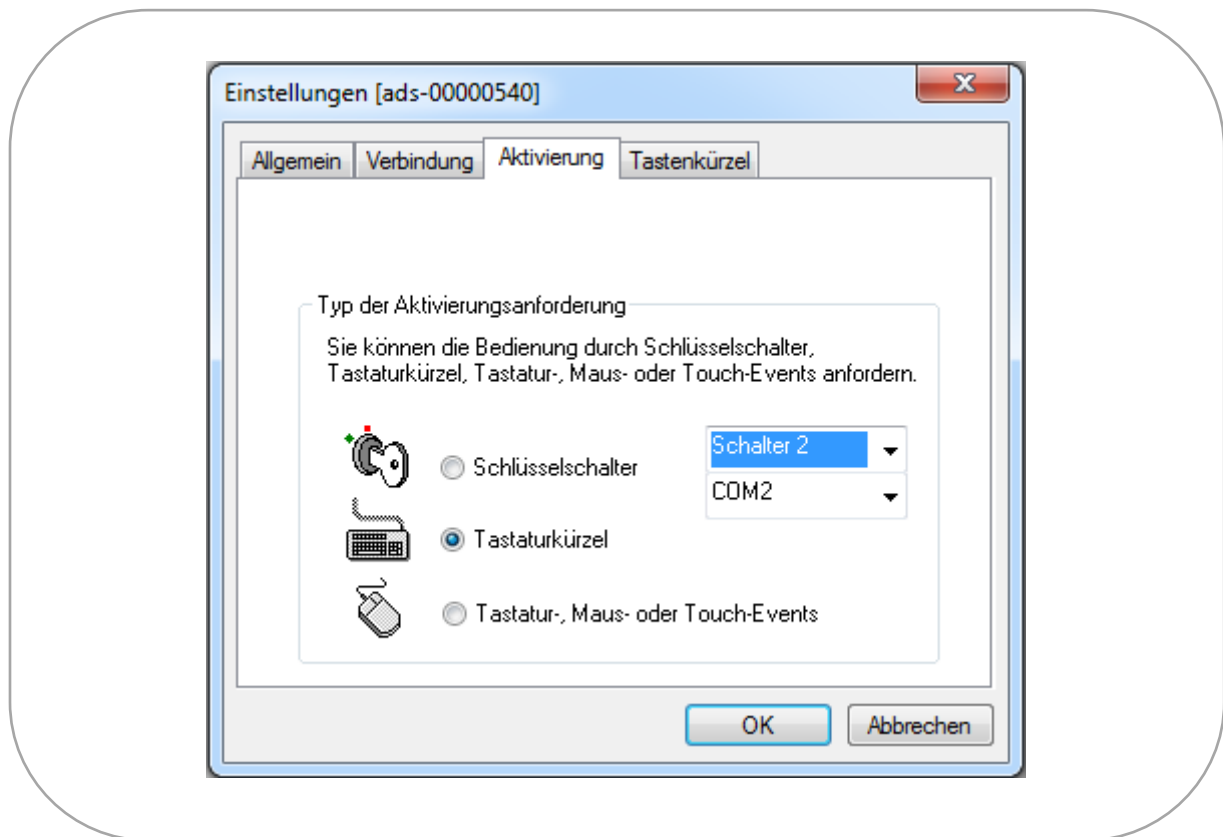 Einstellungen [ads-00000540]
Allgemein Verbindung Aktivierung Tastenkürzel
Typ der Aktivierungsanforderung
Sie können die Bedienung durch Schlüsselschalter,
Tastaturkürzel, Tastatur-, Maus- oder Touch-Events anfordern.
Schalter 2
Schlüsselschalter
COM2
Tastaturkürzel
Tastatur-, Maus- oder Touch-Events
OK Abbrechen